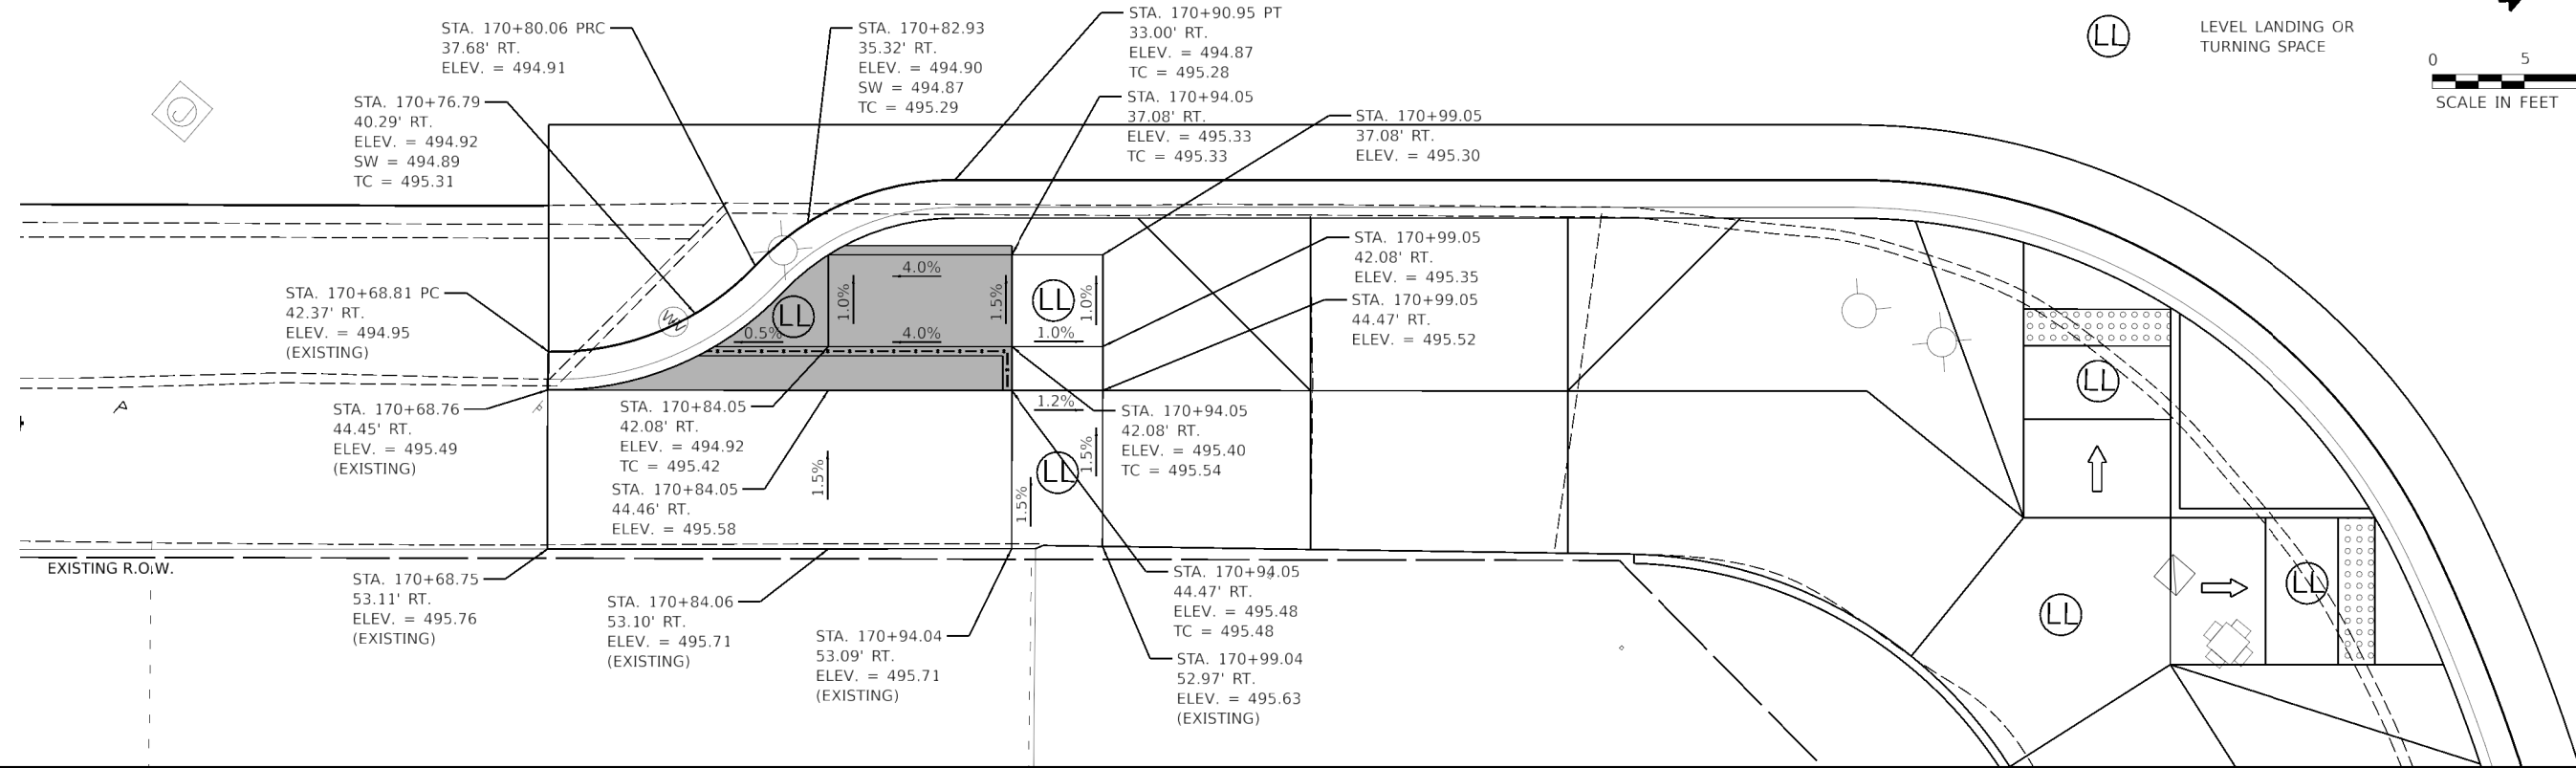 STA. 170+80.06 PRC
37.68' RT.
ELEV. = 494.91
STA. 170+82.93
35.32' RT.
ELEV. = 494.90
SW = 494.87
TC = 495.29
STA. 170+90.95 PT
33.00' RT.
ELEV. = 494.87
TC = 495.28
LL
LEVEL LANDING OR
TURNING SPACE
0 5
SCALE IN FEET
STA. 170+76.79
40.29' RT.
ELEV. = 494.92
SW = 494.89
TC = 495.31
STA. 170+94.05
37.08' RT.
ELEV. = 495.33
TC = 495.33
STA. 170+99.05
37.08' RT.
ELEV. = 495.30
STA. 170+68.81 PC
42.37' RT.
ELEV. = 494.95
(EXISTING)
STA. 170+99.05
42.08' RT.
ELEV. = 495.35
STA. 170+99.05
44.47' RT.
ELEV. = 495.52
4.0%
1.0%
1.5%
1.0%
LL
LL
0.5%
4.0%
1.0%
LL
STA. 170+68.76
44.45' RT.
ELEV. = 495.49
(EXISTING)
STA. 170+84.05
42.08' RT.
ELEV. = 494.92
TC = 495.42
STA. 170+84.05
44.46' RT.
ELEV. = 495.58
1.2%
STA. 170+94.05
42.08' RT.
ELEV. = 495.40
TC = 495.54
1.5%
1.5%
1.5%
LL
EXISTING R.O.W.
STA. 170+68.75
53.11' RT.
ELEV. = 495.76
(EXISTING)
STA. 170+84.06
53.10' RT.
ELEV. = 495.71
(EXISTING)
STA. 170+94.04
53.09' RT.
ELEV. = 495.71
(EXISTING)
STA. 170+94.05
44.47' RT.
ELEV. = 495.48
TC = 495.48
STA. 170+99.04
52.97' RT.
ELEV. = 495.63
(EXISTING)
LL
LL